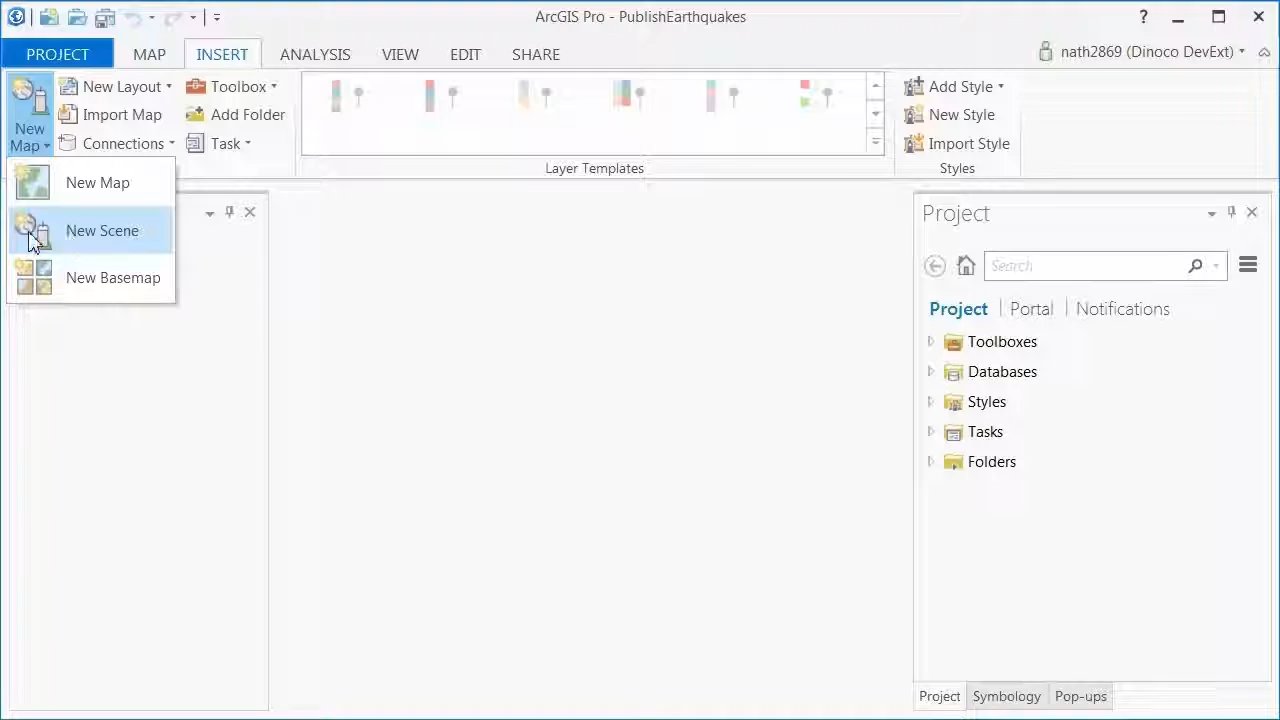 ArcGIS Pro - PublishEarthquakes
?
PROJECT MAP INSERT ANALYSIS VIEW EDIT SHARE nath2869 (Dinoco DevExt)
New Map
New Layout
Import Map
Connections
Toolbox
Add Folder
Task
Layer Templates
Add Style
New Style
Import Style
Styles
New Map
New Scene
New Basemap
Project
Search
Project Portal Notifications
Toolboxes
Databases
Styles
Tasks
Folders
Project Symbology Pop-ups